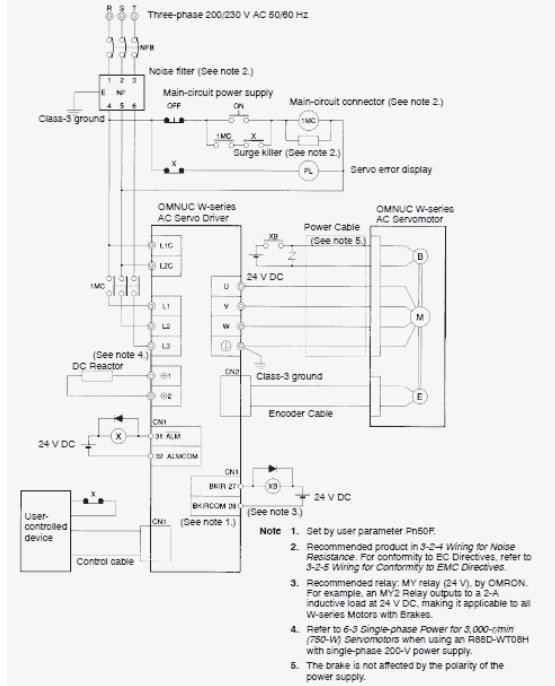 R S T
Three-phase 200/230 V AC 50/60 Hz
NFB
Noise filter (See note 2.)
1 2 3
E NF
4 5 6
Main-circuit power supply
OFF ON
Main-circuit connector (See note 2.)
Class-3 ground
1MC
1MC X
Surge killer (See note 2.)
X
PL
Servo error display
OMNUC W-series
AC Servo Driver
OMNUC W-series
AC Servomotor
Power Cable
(See note 5.)
XB
L1C
L2C
24 V DC
B
1MC
U
V
W
M
L1
L2
L3
(See note 4.)
DC Reactor
CN2
Class-3 ground
⊕1
⊕2
E
Encoder Cable
CN1
X
31 ALM
24 V DC
32 ALMCOM
CN1
BKIR 27
XB
24 V DC
BKIRCOM 28
(See note 3.)
X
(See note 1.)
User-
controlled
device
CN1
Control cable
Note 1. Set by user parameter Pn50F.
2. Recommended product in 3-2-4 Wiring for Noise
Resistance. For conformity to EC Directives, refer to
3-2-5 Wiring for Conformity to EMC Directives.
3. Recommended relay: MY relay (24 V), by OMRON.
For example, an MY2 Relay outputs to a 2-A
inductive load at 24 V DC, making it applicable to all
W-series Motors with Brakes.
4. Refer to 6-3 Single-phase Power for 3,000-r/min
(750-W) Servomotors when using an R88D-WT08H
with single-phase 200-V power supply.
5. The brake is not affected by the polarity of the
power supply.